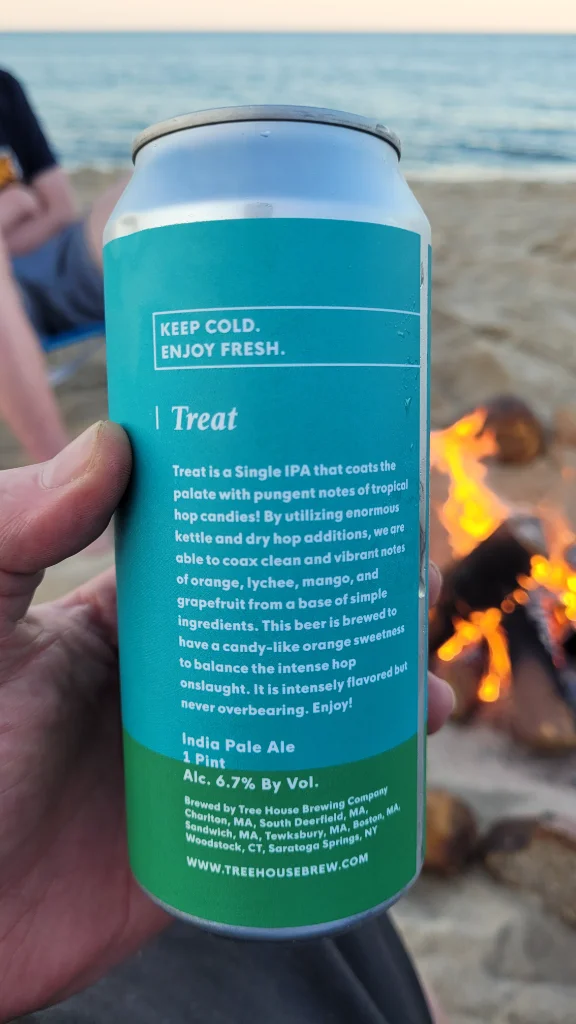 KEEP COLD.
ENJOY FRESH.
Treat
Treat is a Single IPA that coats the
palate with pungent notes of tropical
hop candies! By utilizing enormous
kettle and dry hop additions, we are
able to coax clean and vibrant notes
of orange, lychee, mango, and
grapefruit from a base of simple
ingredients. This beer is brewed to
have a candy-like orange sweetness
to balance the intense hop
onslaught. It is intensely flavored but
never overbearing. Enjoy!
India Pale Ale
1 Pint
Alc. 6.7% By Vol.
Brewed by Tree House Brewing Company
Charlton, MA, South Deerfield, MA,
Sandwich, MA, Tewksbury, MA, Boston, MA,
Woodstock, CT, Saratoga Springs, NY
WWW.TREEHOUSEBREW.COM